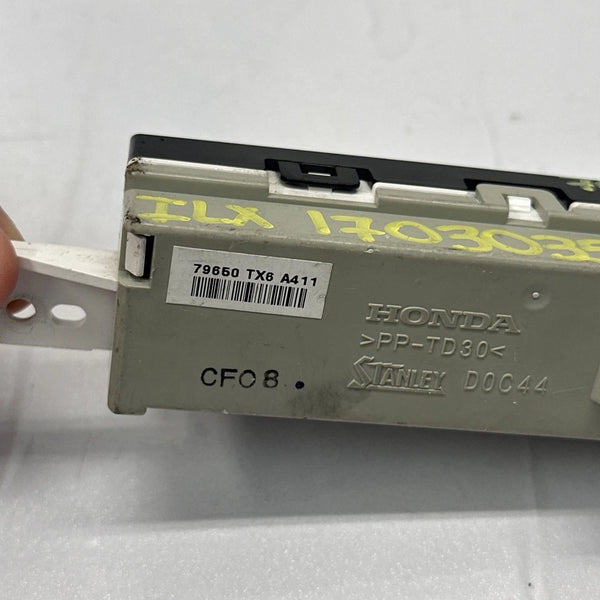 ILX 1703035
79650 TX6 A411
HONDA
>PP-TD30<
STANLEY D0C44
CF08.